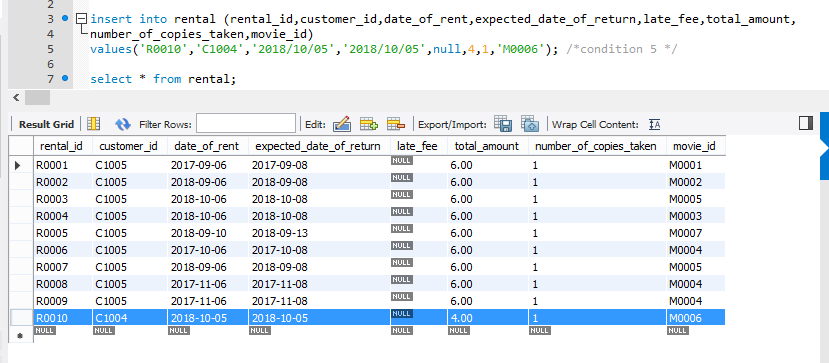 2
3 insert into rental (rental_id,customer_id,date_of_rent,expected_date_of_return,late_fee,total_amount,
4 number_of_copies_taken,movie_id)
5 values('R0010','C1004','2018/10/05','2018/10/05',null,4,1,'M0006'); /*condition 5 */
6
7 select * from rental;
Result Grid Filter Rows: Edit: Export/Import: Wrap Cell Content: IA
rental_id customer_id date_of_rent expected_date_of_return late_fee total_amount number_of_copies_taken movie_id
R0001 C1005 2017-09-06 2017-09-08 NULL 6.00 1 M0001
R0002 C1005 2018-09-06 2018-09-08 NULL 6.00 1 M0002
R0003 C1005 2018-10-06 2018-10-08 NULL 6.00 1 M0005
R0004 C1005 2018-10-06 2018-10-08 NULL 6.00 1 M0003
R0005 C1005 2018-09-10 2018-09-13 NULL 6.00 1 M0007
R0006 C1005 2017-10-06 2017-10-08 NULL 6.00 1 M0004
R0007 C1005 2018-09-06 2018-09-08 NULL 6.00 1 M0005
R0008 C1005 2017-11-06 2017-11-08 NULL 6.00 1 M0004
R0009 C1005 2017-11-06 2017-11-08 NULL 6.00 1 M0004
R0010 C1004 2018-10-05 2018-10-05 NULL 4.00 1 M0006
NULL NULL NULL NULL NULL NULL NULL NULL